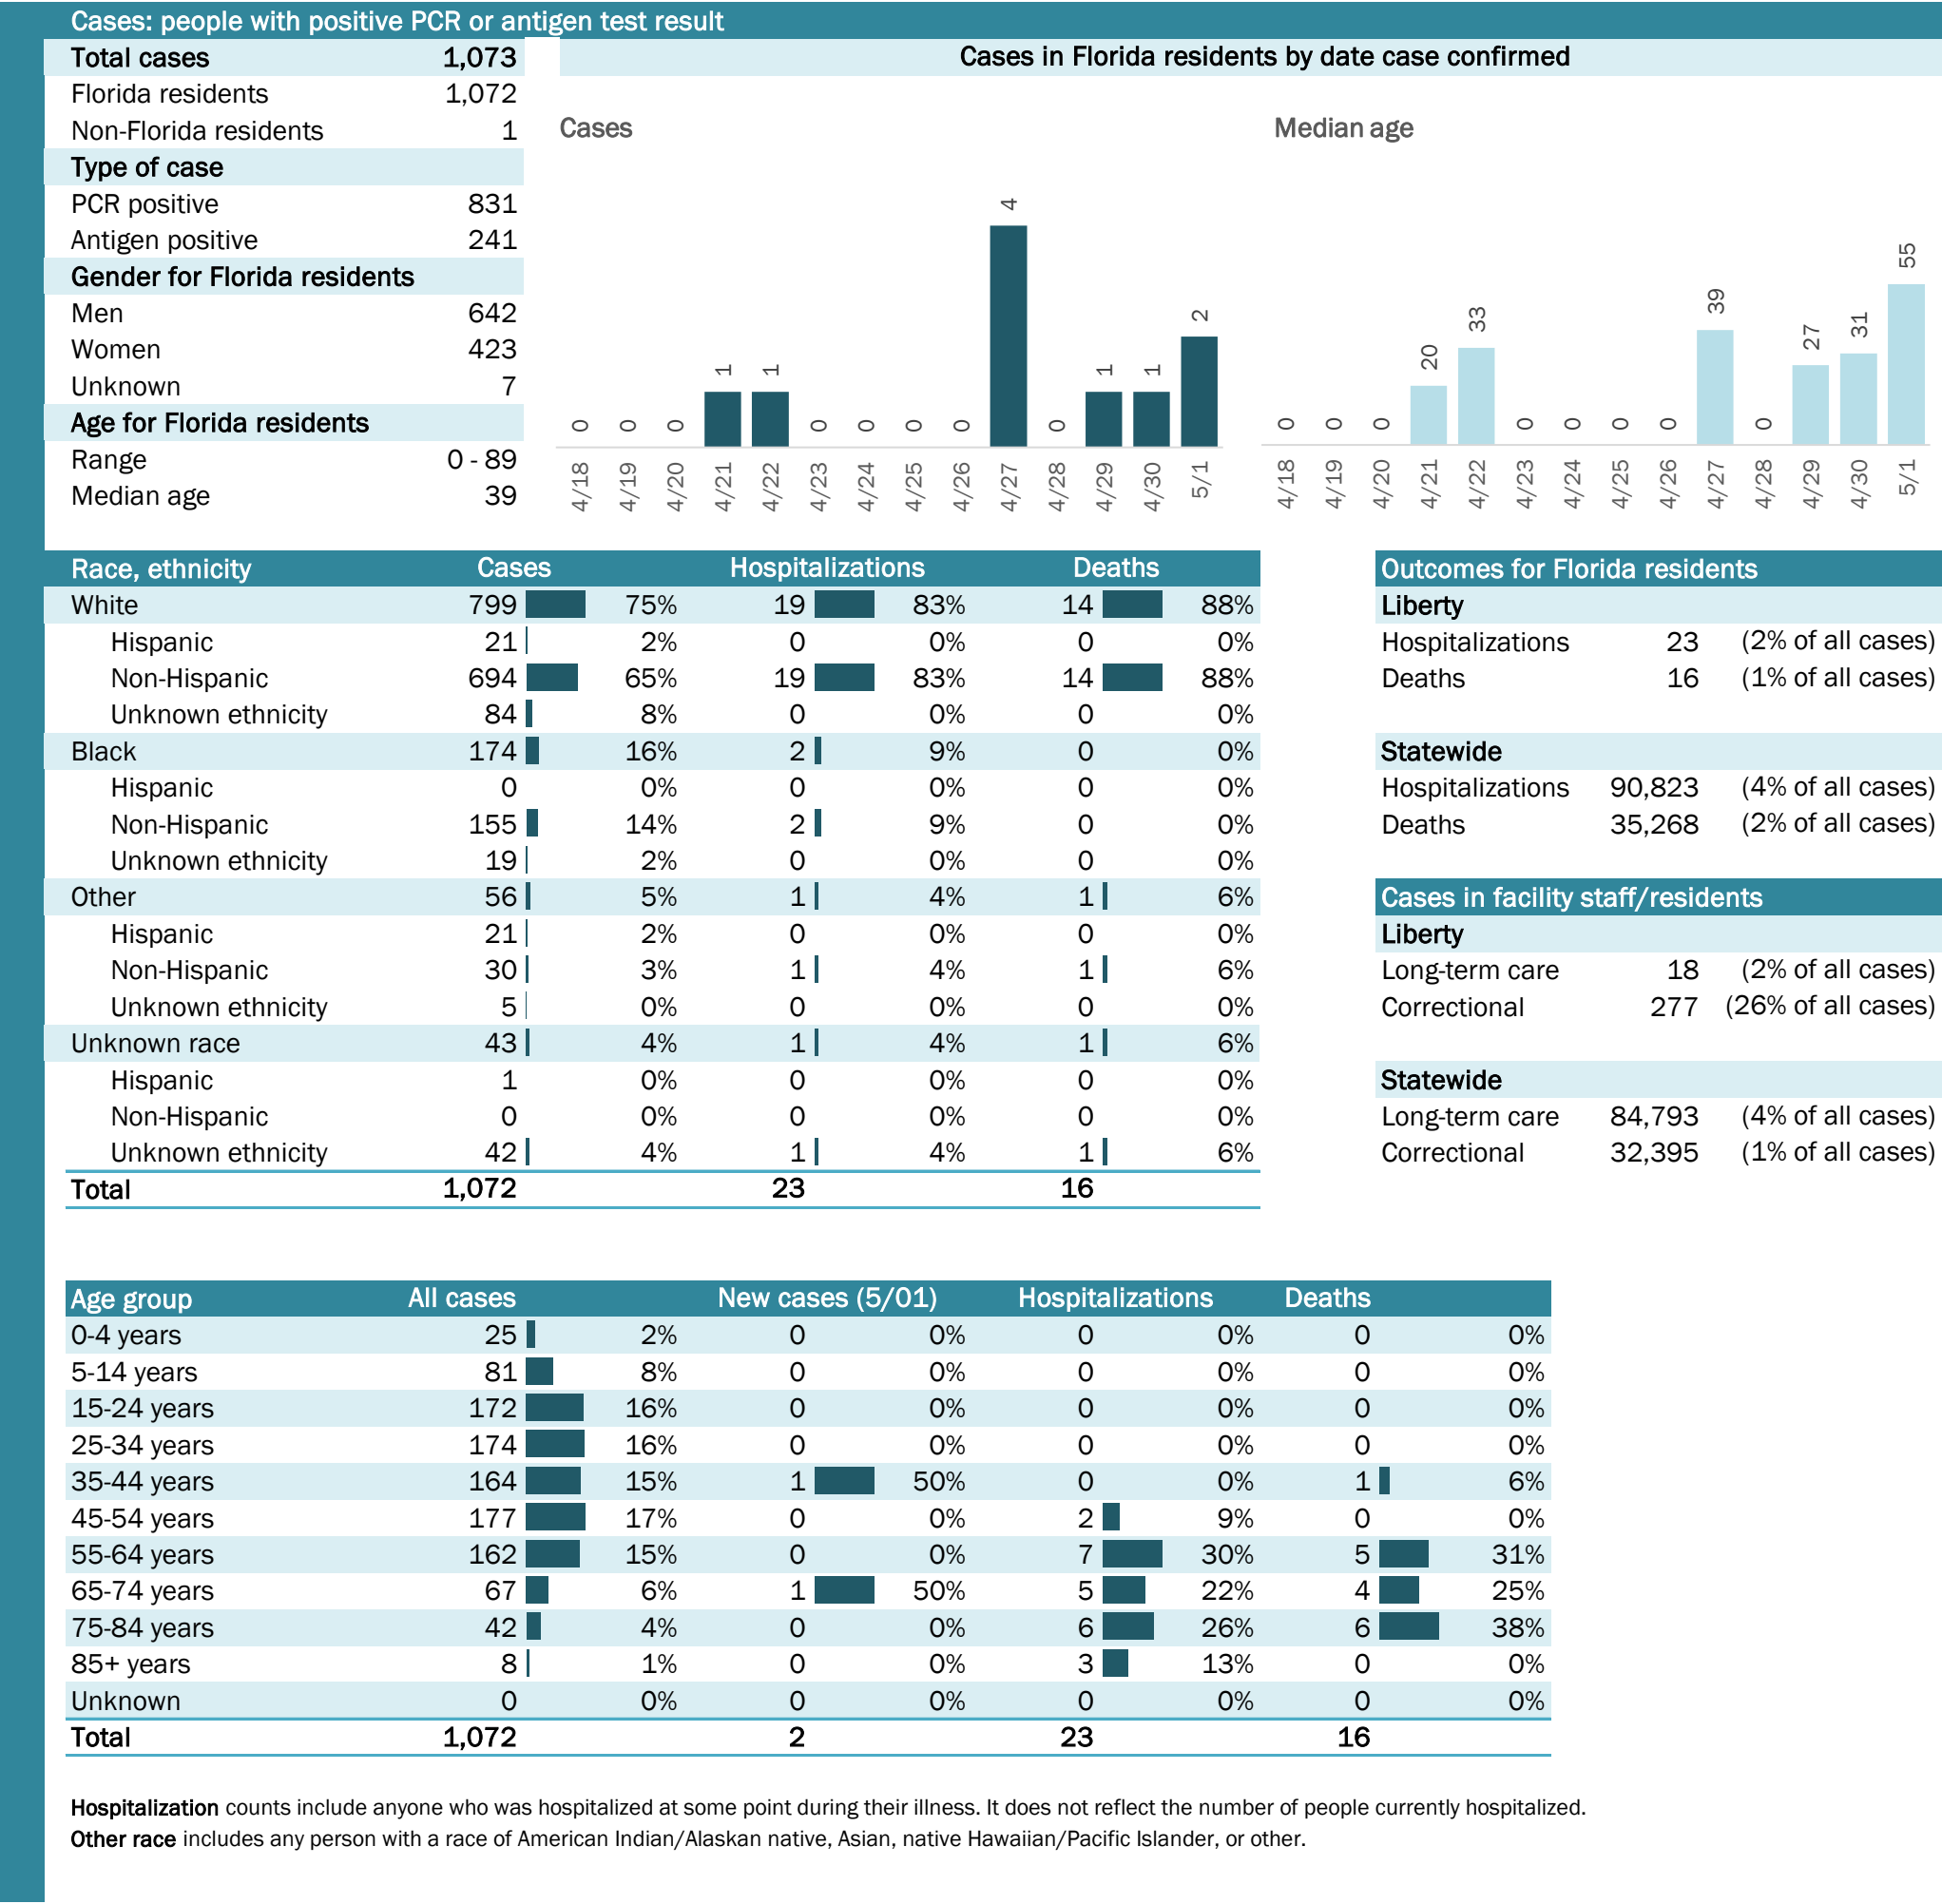 Cases: people with positive PCR or antigen test result
Total cases 1,073
Florida residents 1,072
Non-Florida residents 1
Type of case
PCR positive 831
Antigen positive 241
Gender for Florida residents
Men 642
Women 423
Unknown 7
Age for Florida residents
Range 0 - 89
Median age 39
Cases in Florida residents by date case confirmed
Cases
0 0 0 1 1 0 0 0 0 4 0 1 1 2
4/18 4/19 4/20 4/21 4/22 4/23 4/24 4/25 4/26 4/27 4/28 4/29 4/30 5/1
Median age
0 0 0 20 33 0 0 0 0 39 0 27 31 55
4/18 4/19 4/20 4/21 4/22 4/23 4/24 4/25 4/26 4/27 4/28 4/29 4/30 5/1
Race, ethnicity Cases Hospitalizations Deaths
White 799 75% 19 83% 14 88%
Hispanic 21 2% 0 0% 0 0%
Non-Hispanic 694 65% 19 83% 14 88%
Unknown ethnicity 84 8% 0 0% 0 0%
Black 174 16% 2 9% 0 0%
Hispanic 0 0% 0 0% 0 0%
Non-Hispanic 155 14% 2 9% 0 0%
Unknown ethnicity 19 2% 0 0% 0 0%
Other 56 5% 1 4% 1 6%
Hispanic 21 2% 0 0% 0 0%
Non-Hispanic 30 3% 1 4% 1 6%
Unknown ethnicity 5 0% 0 0% 0 0%
Unknown race 43 4% 1 4% 1 6%
Hispanic 1 0% 0 0% 0 0%
Non-Hispanic 0 0% 0 0% 0 0%
Unknown ethnicity 42 4% 1 4% 1 6%
Total 1,072 23 16
Outcomes for Florida residents
Liberty
Hospitalizations 23 (2% of all cases)
Deaths 16 (1% of all cases)
Statewide
Hospitalizations 90,823 (4% of all cases)
Deaths 35,268 (2% of all cases)
Cases in facility staff/residents
Liberty
Long-term care 18 (2% of all cases)
Correctional 277 (26% of all cases)
Statewide
Long-term care 84,793 (4% of all cases)
Correctional 32,395 (1% of all cases)
Age group All cases New cases (5/01) Hospitalizations Deaths
0-4 years 25 2% 0 0% 0 0% 0 0%
5-14 years 81 8% 0 0% 0 0% 0 0%
15-24 years 172 16% 0 0% 0 0% 0 0%
25-34 years 174 16% 0 0% 0 0% 0 0%
35-44 years 164 15% 1 50% 0 0% 1 6%
45-54 years 177 17% 0 0% 2 9% 0 0%
55-64 years 162 15% 0 0% 7 30% 5 31%
65-74 years 67 6% 1 50% 5 22% 4 25%
75-84 years 42 4% 0 0% 6 26% 6 38%
85+ years 8 1% 0 0% 3 13% 0 0%
Unknown 0 0% 0 0% 0 0% 0 0%
Total 1,072 2 23 16
Hospitalization counts include anyone who was hospitalized at some point during their illness. It does not reflect the number of people currently hospitalized.
Other race includes any person with a race of American Indian/Alaskan native, Asian, native Hawaiian/Pacific Islander, or other.